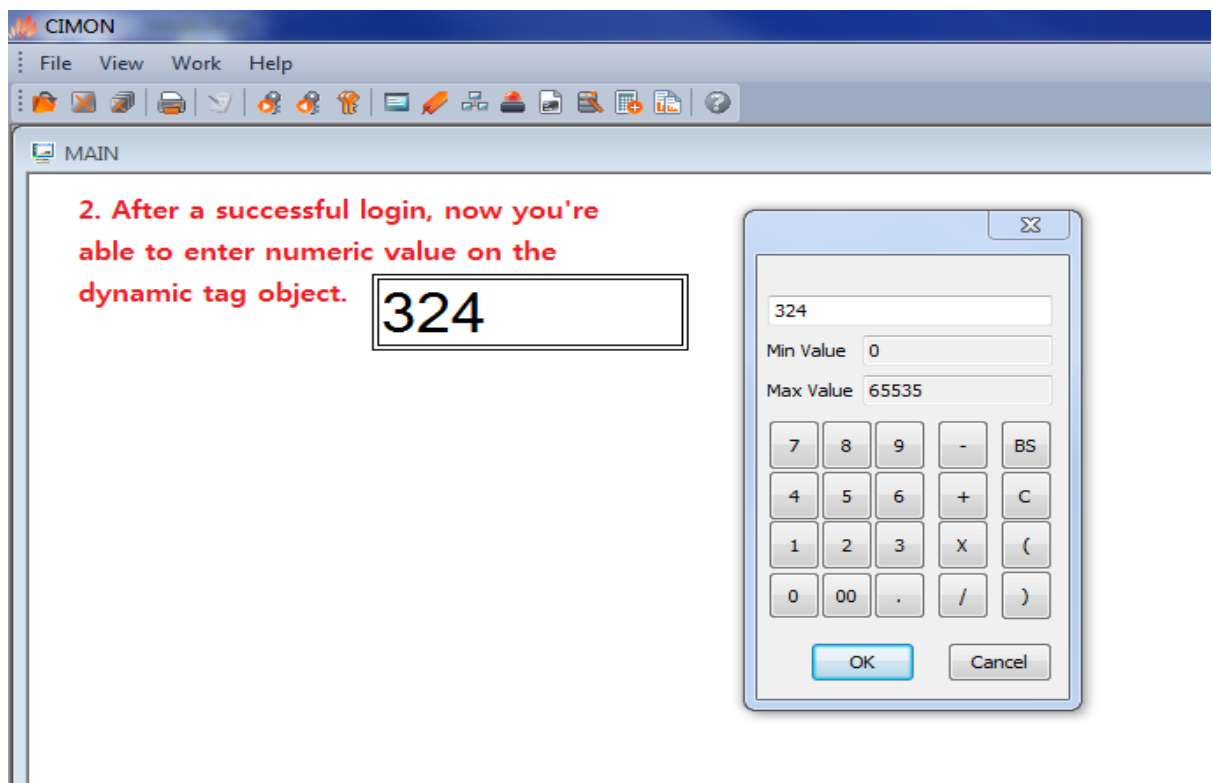 CIMON
File View Work Help
MAIN
2. After a successful login, now you're
able to enter numeric value on the
dynamic tag object.
324
324
Min Value 0
Max Value 65535
7 8 9 - BS
4 5 6 + C
1 2 3 X (
0 00 . / )
OK Cancel